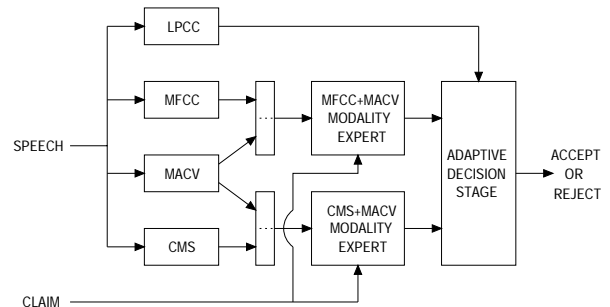 LPCC
MFCC
MACV
CMS
SPEECH
CLAIM
...
...
MFCC+MACV
MODALITY
EXPERT
CMS+MACV
MODALITY
EXPERT
ADAPTIVE
DECISION
STAGE
ACCEPT
OR
REJECT